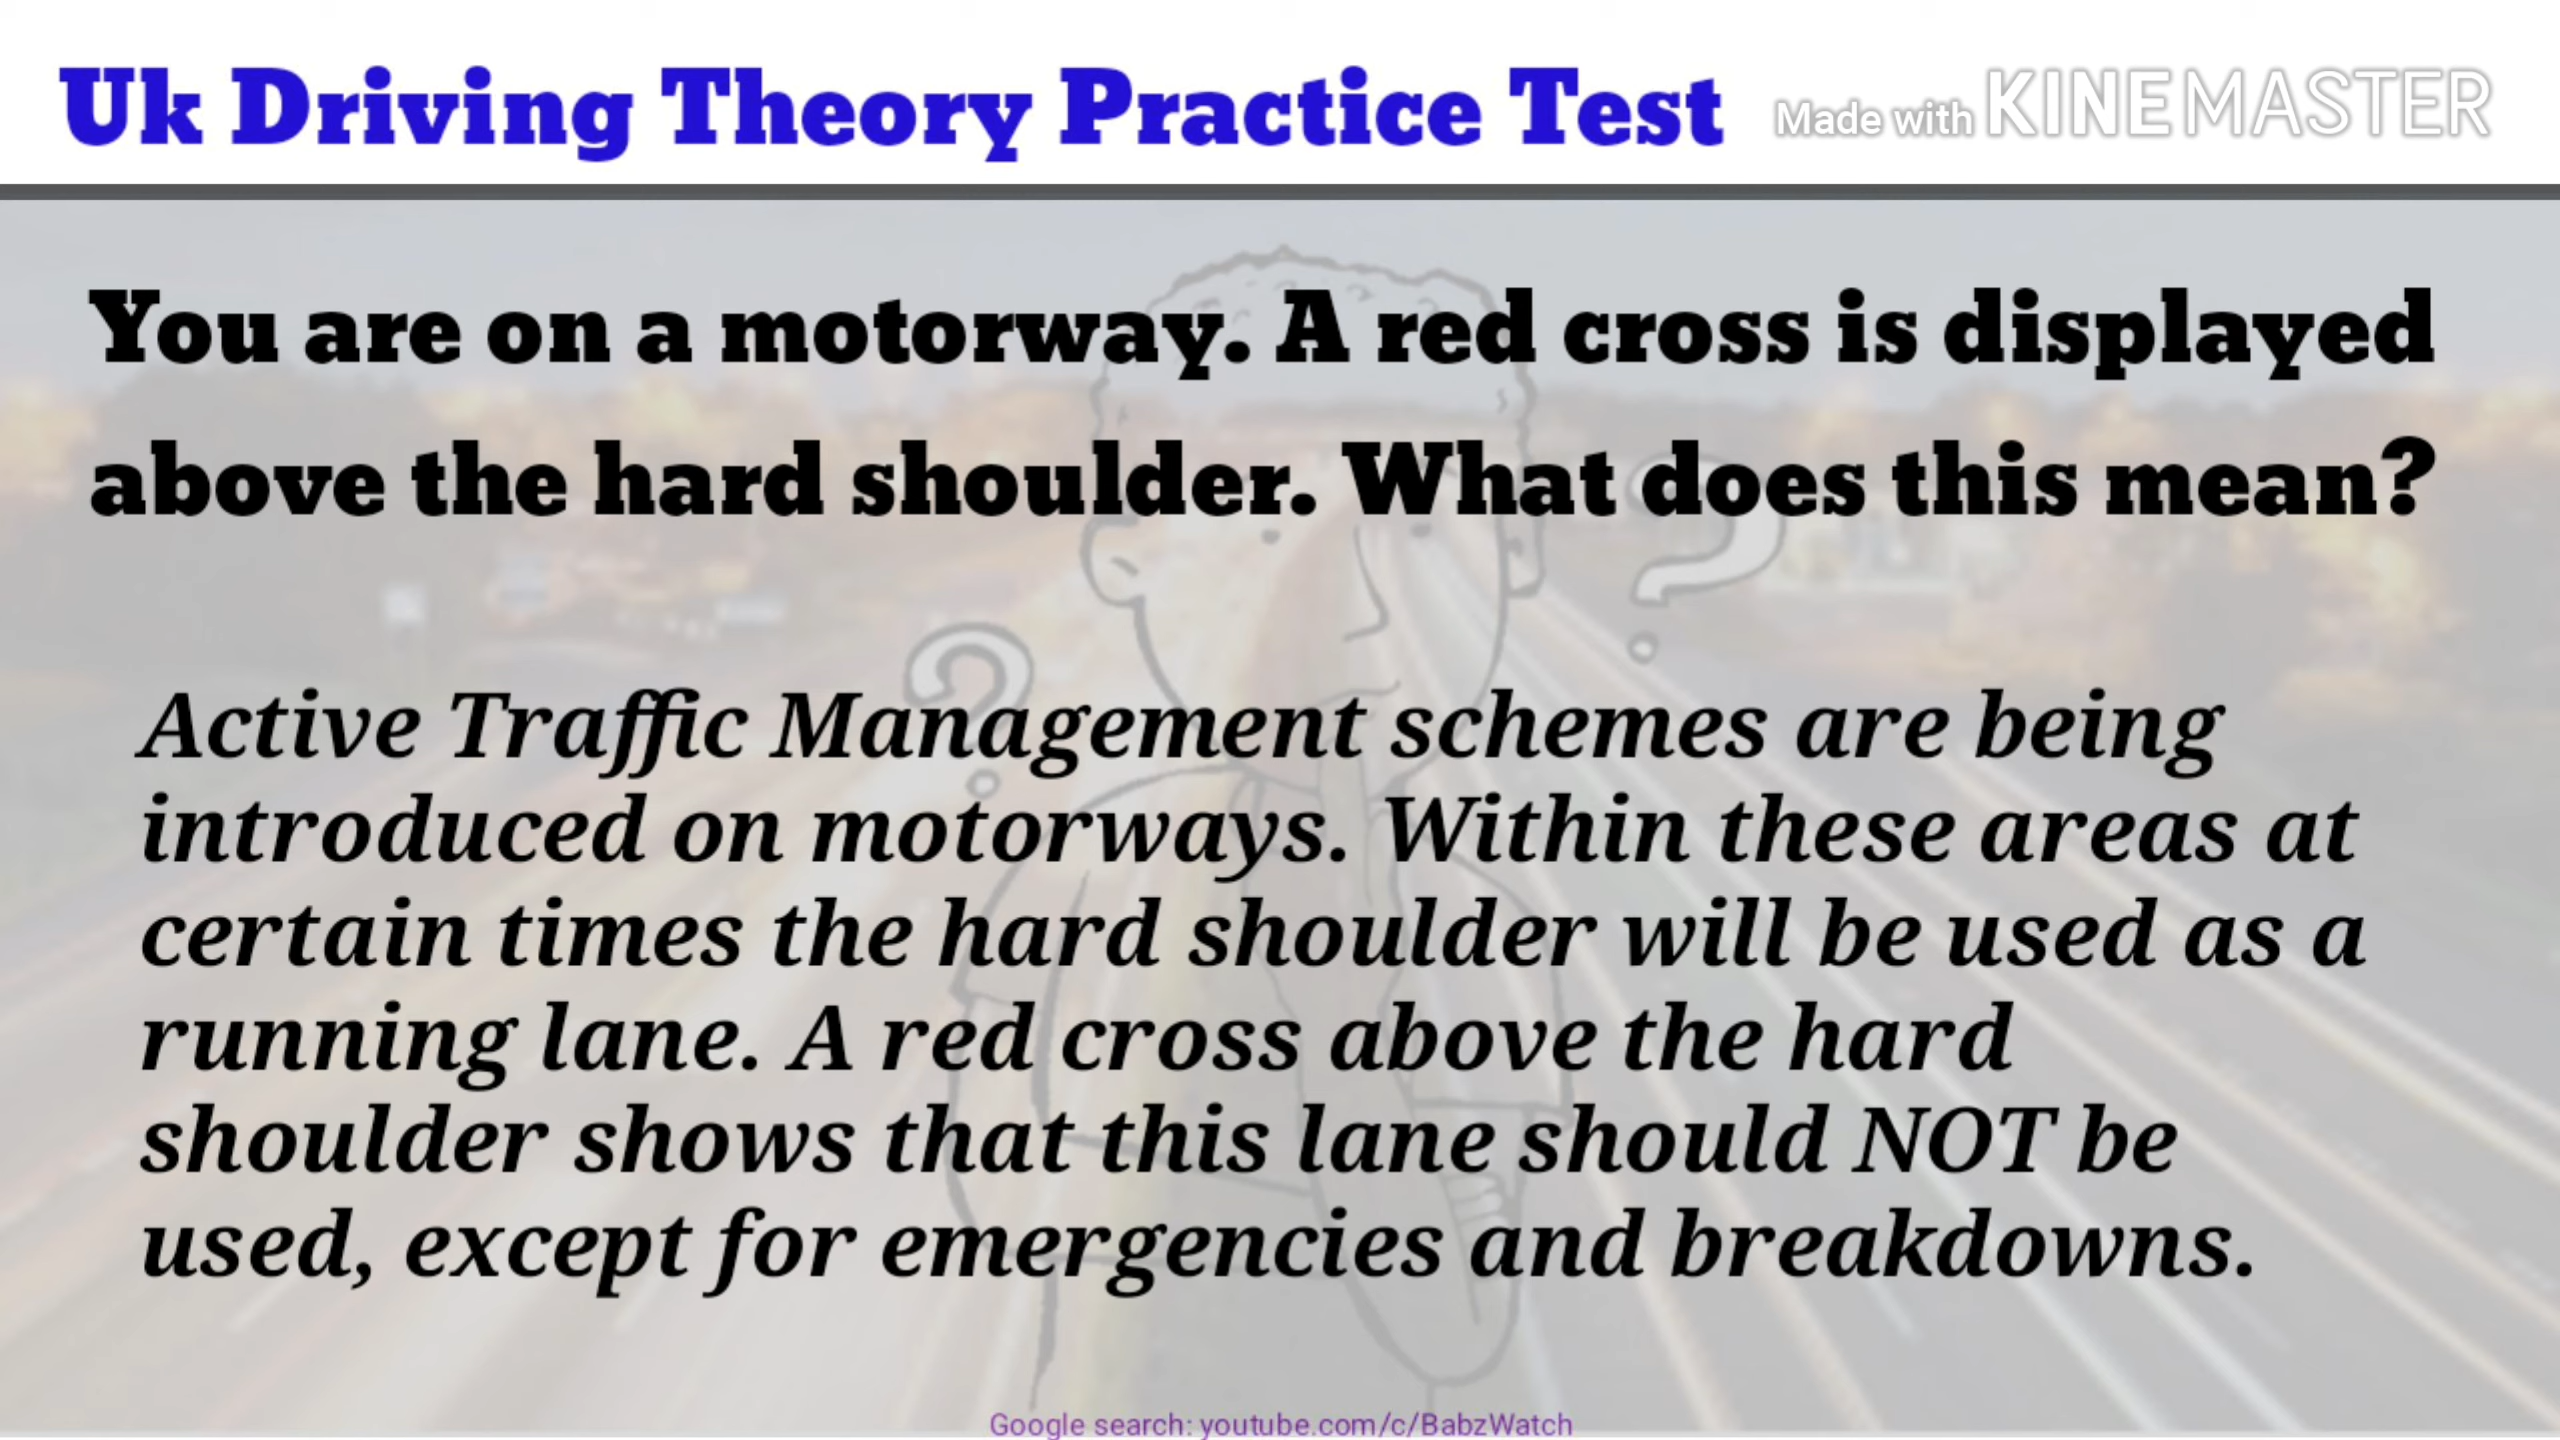 Uk Driving Theory Practice Test
Made with KINEMASTER
You are on a motorway. A red cross is displayed
above the hard shoulder. What does this mean?
Active Traffic Management schemes are being
introduced on motorways. Within these areas at
certain times the hard shoulder will be used as a
running lane. A red cross above the hard
shoulder shows that this lane should NOT be
used, except for emergencies and breakdowns.
Google search: youtube.com/c/BabzWatch